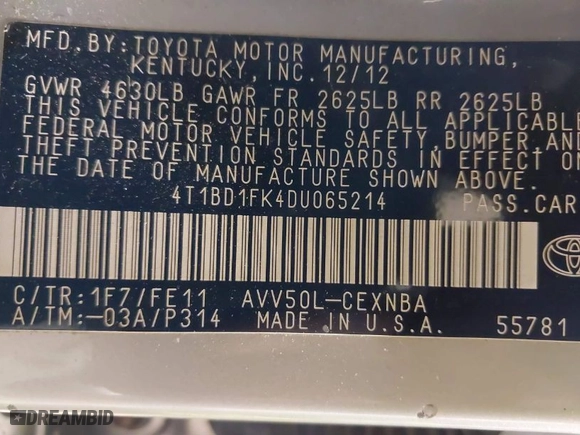 MFD.BY:TOYOTA MOTOR MANUFACTURING,
KENTUCKY,INC.12/12
GVWR 4630LB GAWR FR 2625LB RR 2625LB
THIS VEHICLE CONFORMS TO ALL APPLICABLE
FEDERAL MOTOR VEHICLE SAFETY,BUMPER,AND
THEFT PREVENTION STANDARDS IN EFFECT O
THE DATE OF MANUFACTURE SHOWN ABOVE.
4T1BD1FK4DU065214 PASS.CAR
C/TR:1F7/FE11 AVV50L-CEXNBA
A/TM:-03A/P314 MADE IN U.S.A. 55781
DREAMBID